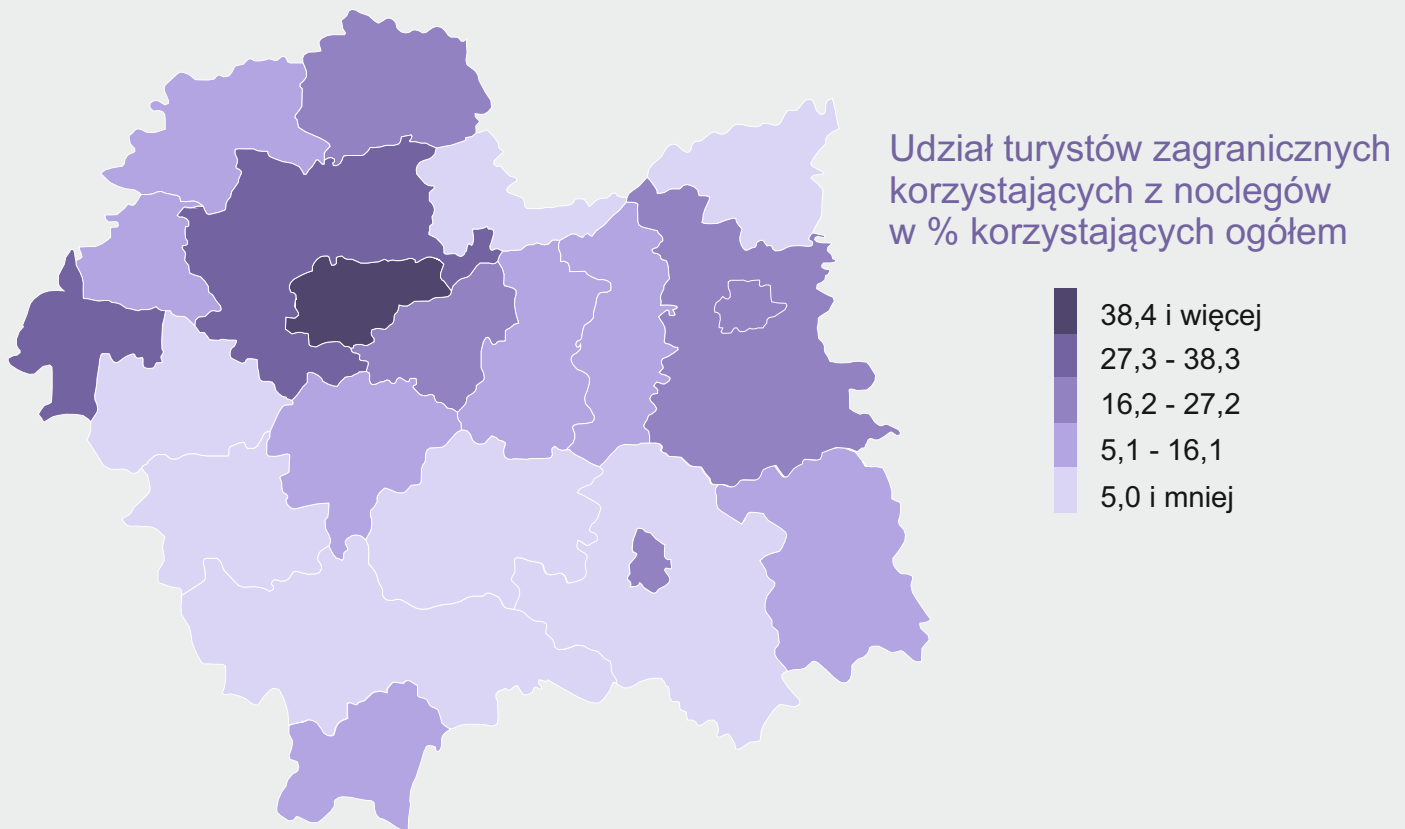 Udział turystów zagranicznych
korzystających z noclegów
w % korzystających ogółem
38,4 i więcej
27,3 - 38,3
16,2 - 27,2
5,1 - 16,1
5,0 i mniej